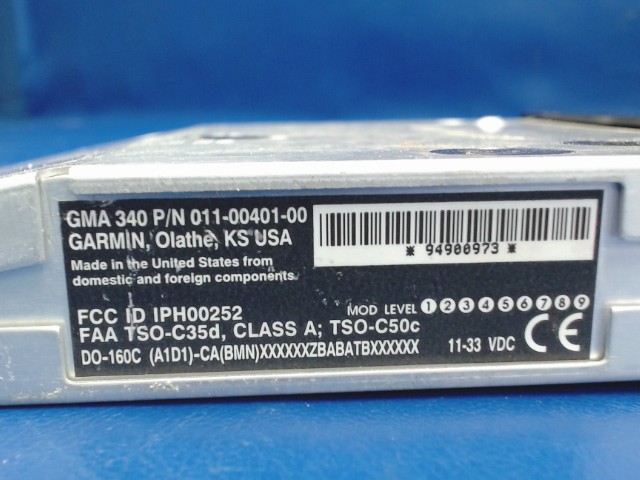 GMA 340 P/N 011-00401-00
GARMIN, Olathe, KS USA
Made in the United States from
domestic and foreign components.
* 94900973 *
FCC ID IPH00252
MOD LEVEL 1 2 3 4 5 6 7 8 9
FAA TSO-C35d, CLASS A; TSO-C50c
DO-160C (A1D1)-CA(BMN)XXXXXXZBABATBXXXXXX 11-33 VDC CE